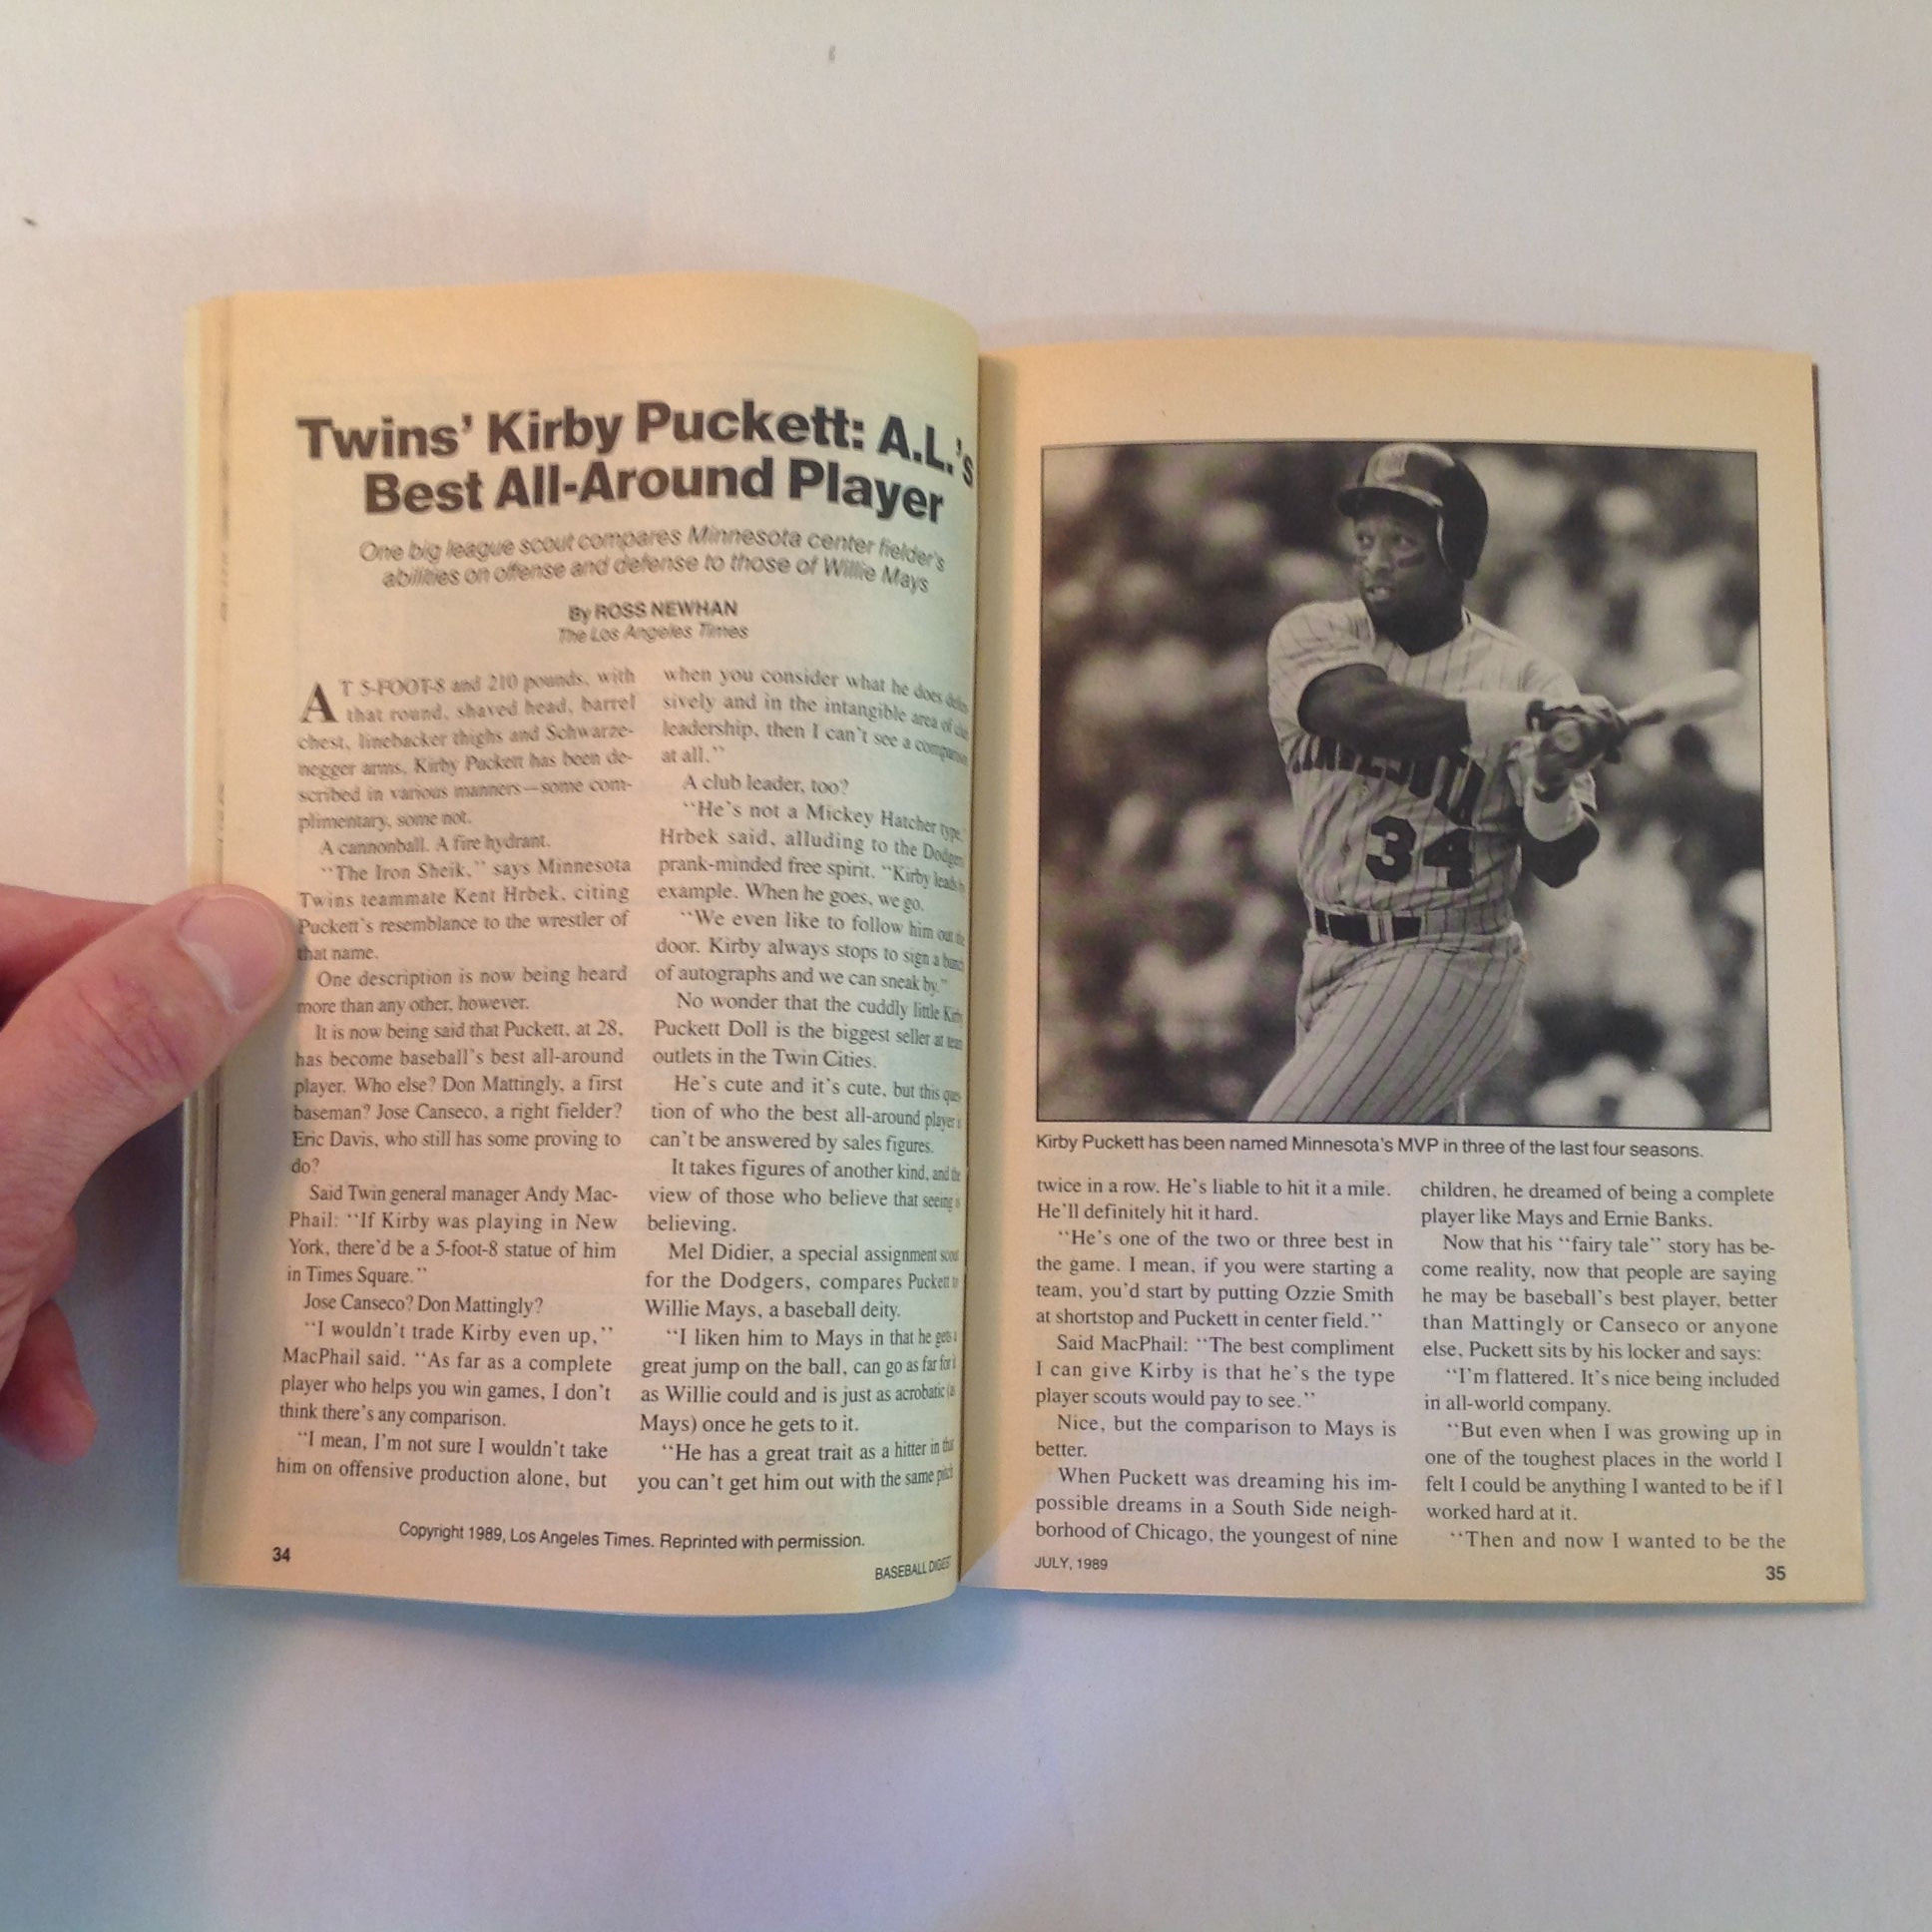 Twins' Kirby Puckett: A.L.'s
Best All-Around Player
One big league scout compares Minnesota center fielder's
abilities on offense and defense to those of Willie Mays
By ROSS NEWHAN
The Los Angeles Times
AT 5-FOOT-8 and 210 pounds, with
that round, shaved head, barrel
chest, linebacker thighs and Schwarze-
negger arms, Kirby Puckett has been de-
scribed in various manners—some com-
plimentary, some not.
A cannonball. A fire hydrant.
"The Iron Sheik," says Minnesota
Twins teammate Kent Hrbek, citing
Puckett's resemblance to the wrestler of
that name.
One description is now being heard
more than any other, however.
It is now being said that Puckett, at 28,
has become baseball's best all-around
player. Who else? Don Mattingly, a first
baseman? Jose Canseco, a right fielder?
Eric Davis, who still has some proving to
do?
Said Twin general manager Andy Mac-
Phail: "If Kirby was playing in New
York, there'd be a 5-foot-8 statue of him
in Times Square."
Jose Canseco? Don Mattingly?
"I wouldn't trade Kirby even up,"
MacPhail said. "As far as a complete
player who helps you win games, I don't
think there's any comparison.
"I mean, I'm not sure I wouldn't take
him on offensive production alone, but
when you consider what he does
sively and in the intangible area of
leadership, then I can't see a
at all."
A club leader, too?
"He's not a Mickey Hatcher type,"
Hrbek said, alluding to the
prank-minded free spirit. "Kirby leads
example. When he goes, we go.
"We even like to follow him out
door. Kirby always stops to sign a
of autographs and we can sneak by."
No wonder that the cuddly little Kirby
Puckett Doll is the biggest seller at team
outlets in the Twin Cities.
He's cute and it's cute, but this ques-
tion of who the best all-around player
can't be answered by sales figures.
It takes figures of another kind, and the
view of those who believe that seeing is
believing.
Mel Didier, a special assignment scout
for the Dodgers, compares Puckett to
Willie Mays, a baseball deity.
"I liken him to Mays in that he gets a
great jump on the ball, can go as far for it
as Willie could and is just as acrobatic (as
Mays) once he gets to it.
"He has a great trait as a hitter in that
you can't get him out with the same pitch
Copyright 1989, Los Angeles Times. Reprinted with permission.
34
BASEBALL DIGEST
34
Kirby Puckett has been named Minnesota's MVP in three of the last four seasons.
twice in a row. He's liable to hit it a mile.
He'll definitely hit it hard.
"He's one of the two or three best in
the game. I mean, if you were starting a
team, you'd start by putting Ozzie Smith
at shortstop and Puckett in center field."
Said MacPhail: "The best compliment
I can give Kirby is that he's the type
player scouts would pay to see."
Nice, but the comparison to Mays is
better.
When Puckett was dreaming his im-
possible dreams in a South Side neigh-
borhood of Chicago, the youngest of nine
children, he dreamed of being a complete
player like Mays and Ernie Banks.
Now that his "fairy tale" story has be-
come reality, now that people are saying
he may be baseball's best player, better
than Mattingly or Canseco or anyone
else, Puckett sits by his locker and says:
"I'm flattered. It's nice being included
in all-world company.
"But even when I was growing up in
one of the toughest places in the world I
felt I could be anything I wanted to be if I
worked hard at it.
"Then and now I wanted to be the
JULY, 1989
35